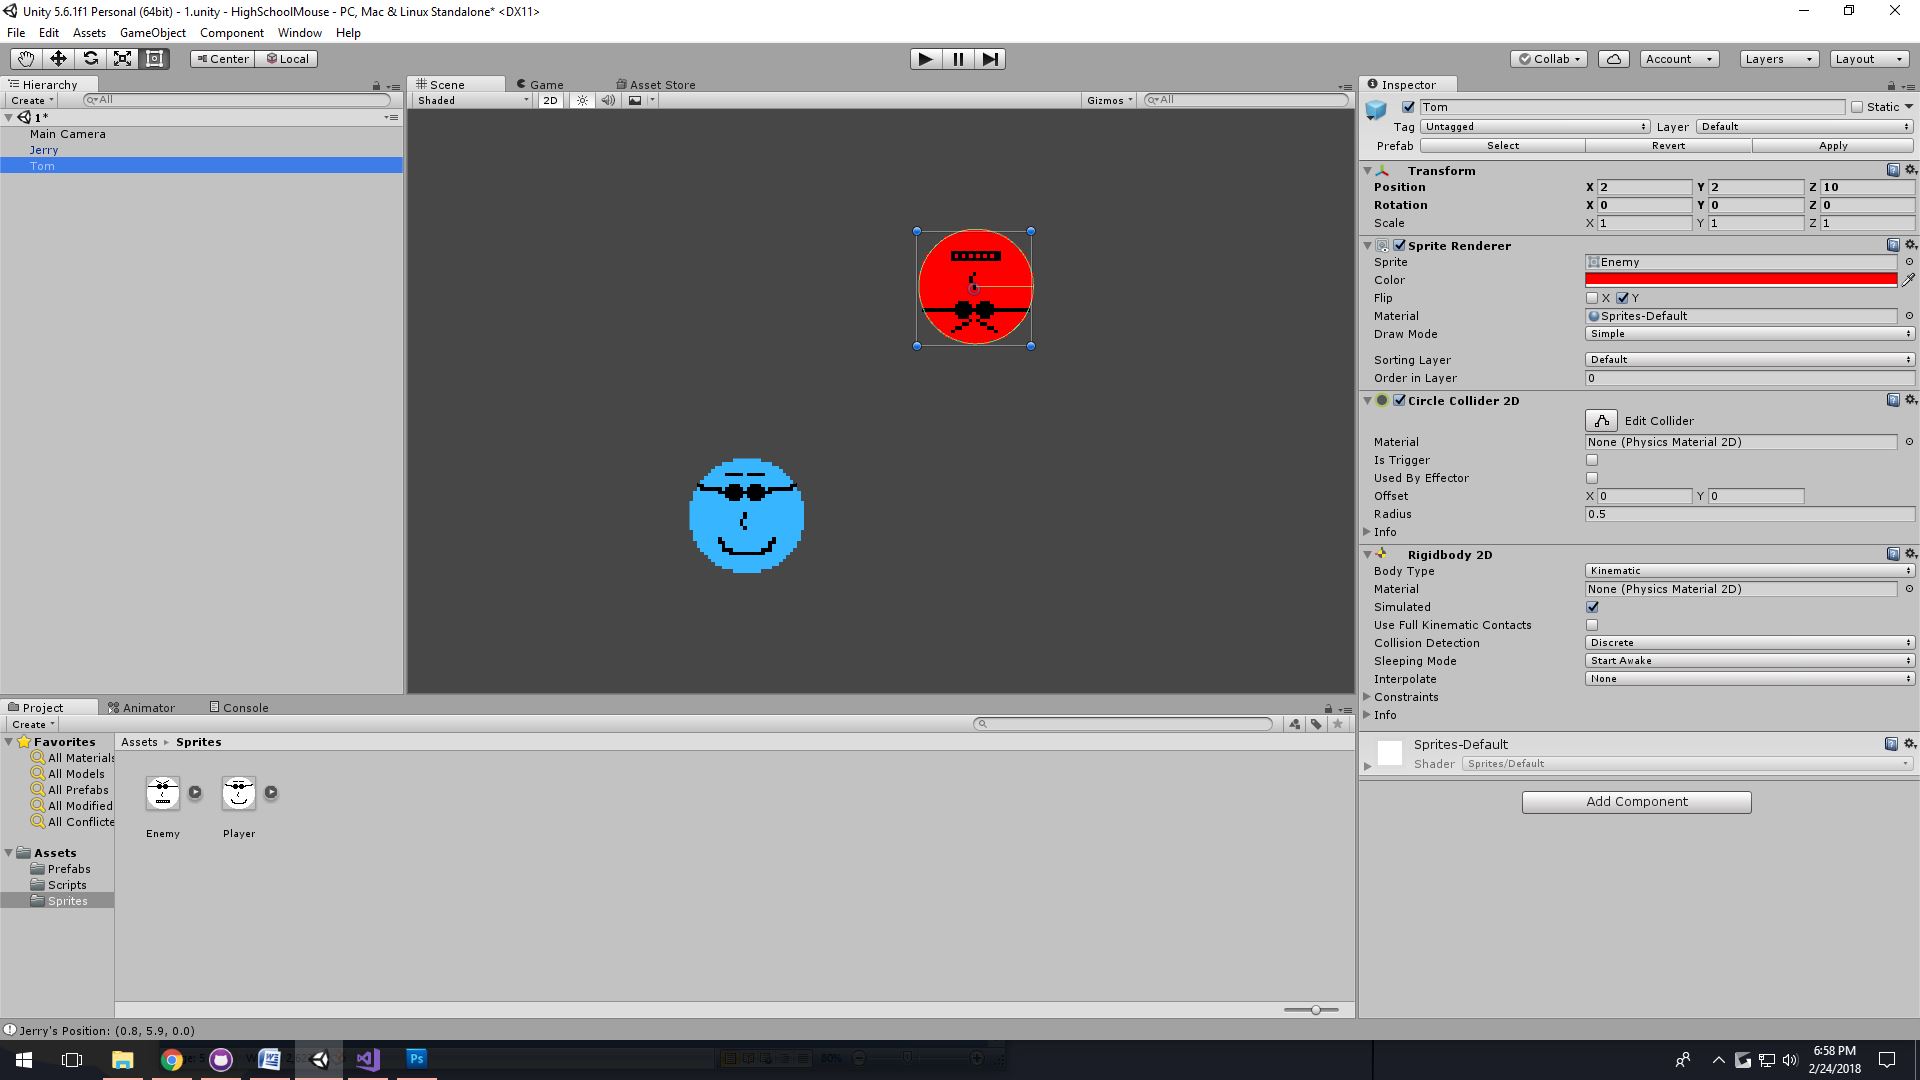 Unity 5.6.1f1 Personal (64bit) - 1.unity - HighSchoolMouse - PC, Mac & Linux Standalone* <DX11>
File Edit Assets GameObject Component Window Help
Center Local Collab Account Layers Layout
Hierarchy
Create All
1*
Main Camera
Jerry
Tom
Scene Game Asset Store
Shaded 2D Gizmos All
Inspector
Tom Static
Tag Untagged Layer Default
Prefab Select Revert Apply
Transform
Position X 2 Y 2 Z 10
Rotation X 0 Y 0 Z 0
Scale X 1 Y 1 Z 1
Sprite Renderer
Sprite Enemy
Color
Flip X Y
Material Sprites-Default
Draw Mode Simple
Sorting Layer Default
Order in Layer 0
Circle Collider 2D
Edit Collider
Material None (Physics Material 2D)
Is Trigger
Used By Effector
Offset X 0 Y 0
Radius 0.5
Info
Rigidbody 2D
Body Type Kinematic
Material None (Physics Material 2D)
Simulated
Use Full Kinematic Contacts
Collision Detection Discrete
Sleeping Mode Start Awake
Interpolate None
Constraints
Info
Sprites-Default
Shader Sprites/Default
Add Component
Project Animator Console
Create
Favorites
All Materials
All Models
All Prefabs
All Modified
All Conflicte
Assets
Prefabs
Scripts
Sprites
Assets Sprites
Enemy Player
Jerry's Position: (0.8, 5.9, 0.0)
80%
Ps
6:58 PM
2/24/2018